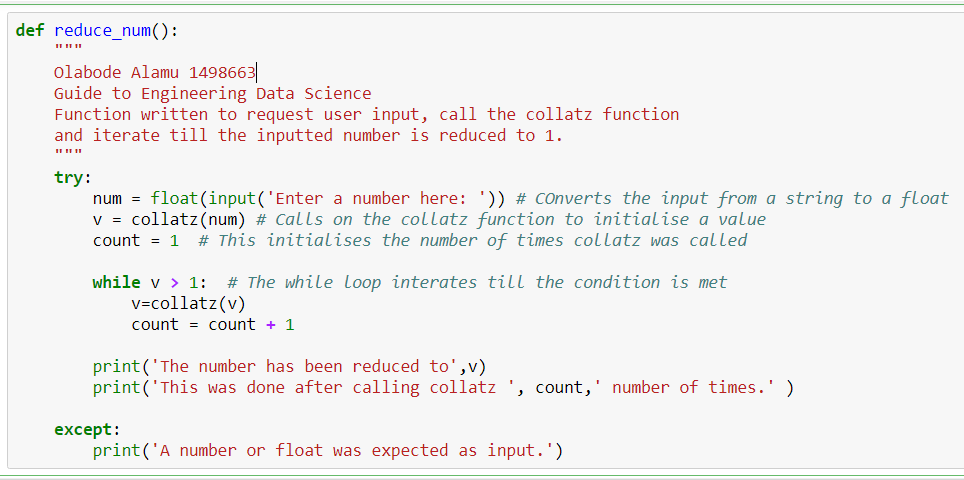 def reduce_num():
    """
    Olabode Alamu 1498663
    Guide to Engineering Data Science
    Function written to request user input, call the collatz function
    and iterate till the inputted number is reduced to 1.
    """
    try:
        num = float(input('Enter a number here: ')) # COnverts the input from a string to a float
        v = collatz(num) # Calls on the collatz function to initialise a value
        count = 1  # This initialises the number of times collatz was called

        while v > 1:  # The while loop interates till the condition is met
            v=collatz(v)
            count = count + 1

        print('The number has been reduced to',v)
        print('This was done after calling collatz ', count,' number of times.' )

    except:
        print('A number or float was expected as input.')